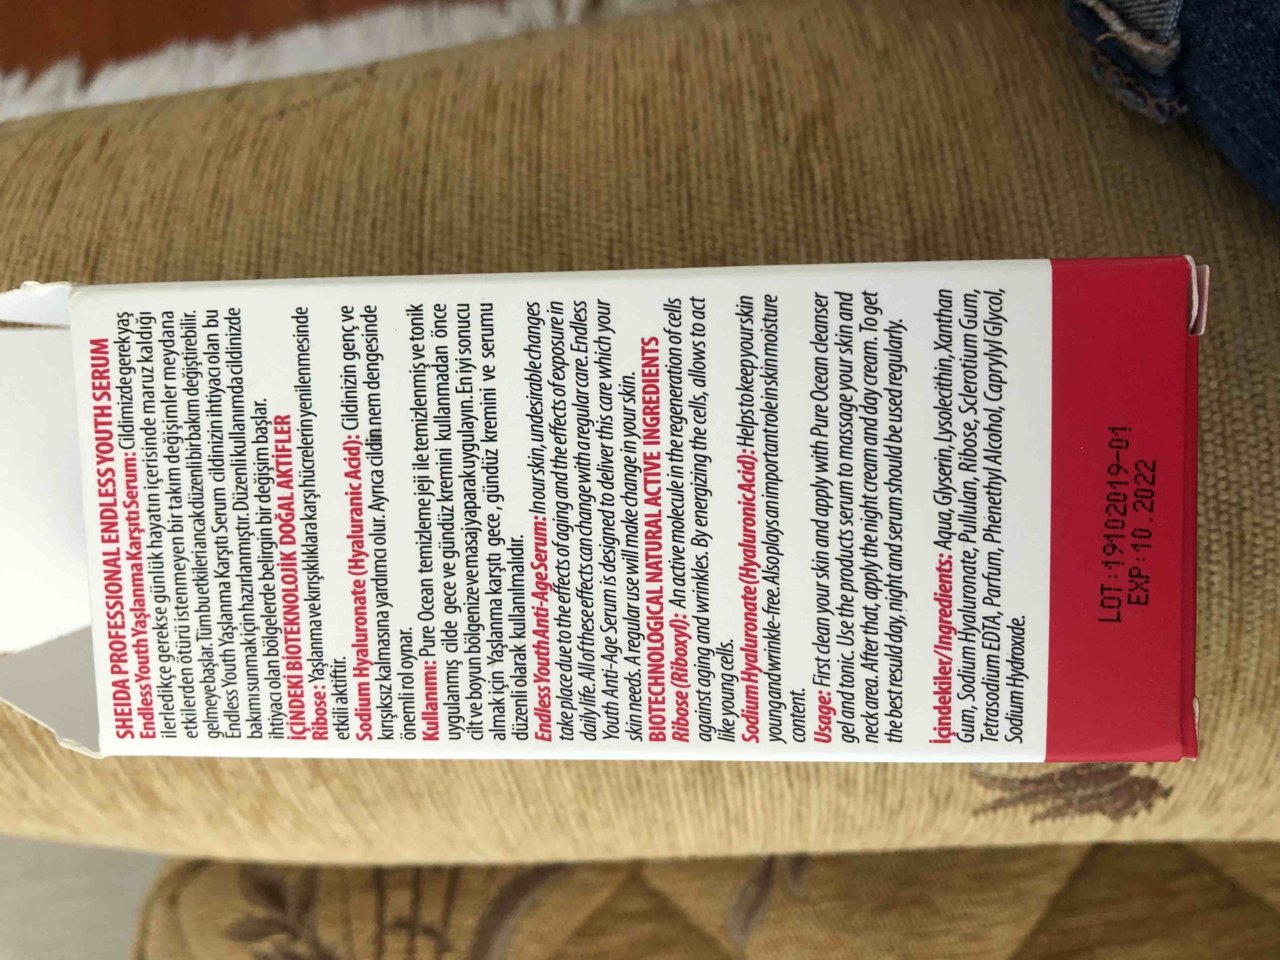 SHEIDA PROFESSIONAL ENDLESS YOUTH SERUM
Endless Youth Yaşlanma Karşıtı Serum: Cildimizde gerek yaş
ilerledikçe gerekse günlük hayatın içerisinde maruz kaldığı
etkilerden ötürü istenmeyen bir takım değişimler meydana
gelmeye başlar. Tüm bu etkileri ancak düzenli bir bakım değiştirebilir.
Endless Youth Yaşlanma Karşıtı Serum cildinizin ihtiyacı olan bu
bakımı sunmak için hazırlanmıştır. Düzenli kullanımda cildinizde
ihtiyacı olan bölgelerde belirgin bir değişim başlar.
İÇİNDEKİ BİOTEKNLOLOJİK DOĞAL AKTİFLER
Ribose: Yaşlanma ve kırışıklıklara karşı hücreleri yenilenmesinde
etkili aktiftir.
Sodium Hyaluronate (Hyaluranic Acid): Cildinizin genç ve
kırışıksız kalmasına yardımcı olur. Ayrıca cildin nem dengesinde
önemli rol oynar.
Kullanımı: Pure Ocean temizleme jeli ile temizlenmiş ve tonik
uygulanmış cilde gece ve gündüz kremini kullanmadan önce
cilt ve boyun bölgenize masaj yaparak uygulayın. En iyi sonucu
almak için Yaşlanma karşıtı gece , gündüz kremini ve serumu
düzenli olarak kullanılmalıdır.
Endless Youth Anti-Age Serum: In our skin, undesirable changes
take place due to the effects of aging and the effects of exposure in
daily life. All of these effects can change with a regular care. Endless
Youth Anti-Age Serum is designed to deliver this care which your
skin needs. A regular use will make change in your skin.
BIOTECHNOLOGICAL NATURAL ACTIVE INGREDIENTS
Ribose (Riboxyl): An active molecule in the regeneration of cells
against aging and wrinkles. By energizing the cells, allows to act
like young cells.
Sodium Hyaluronate (Hyaluronic Acid): Helps to keep your skin
young and wrinkle-free. Also plays an important role in skin moisture
content.
Usage: First clean your skin and apply with Pure Ocean cleanser
gel and tonic. Use the products serum to massage your skin and
neck area. After that, apply the night cream and day cream. To get
the best resuld day, night and serum should be used regularly.
İçindekiler/Ingredients: Aqua, Glyserin, Lysolecithin, Xanthan
Gum, Sodium Hyaluronate, Pullulan, Ribose, Sclerotium Gum,
Tetrasodium EDTA, Parfum, Phenethyl Alcohol, Caprylyl Glycol,
Sodium Hydroxide.
LOT:19102019-01
EXP:10.2022